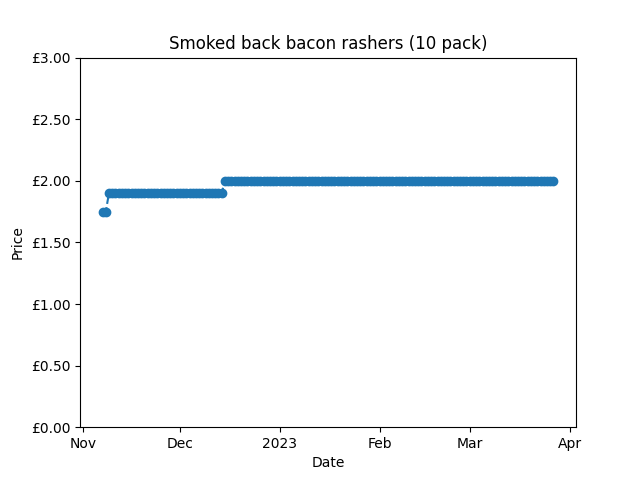 Smoked back bacon rashers (10 pack)
£3.00
£2.50
£2.00
£1.50
£1.00
£0.50
£0.00
Price
Nov Dec 2023 Feb Mar Apr
Date